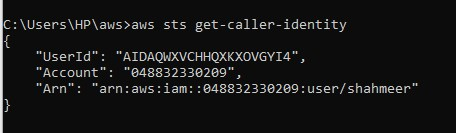 C:\Users\HP\aws>aws sts get-caller-identity
{
    "UserId": "AIDAQWXVCHHQXKXOVGYI4",
    "Account": "048832330209",
    "Arn": "arn:aws:iam::048832330209:user/shahmeer"
}